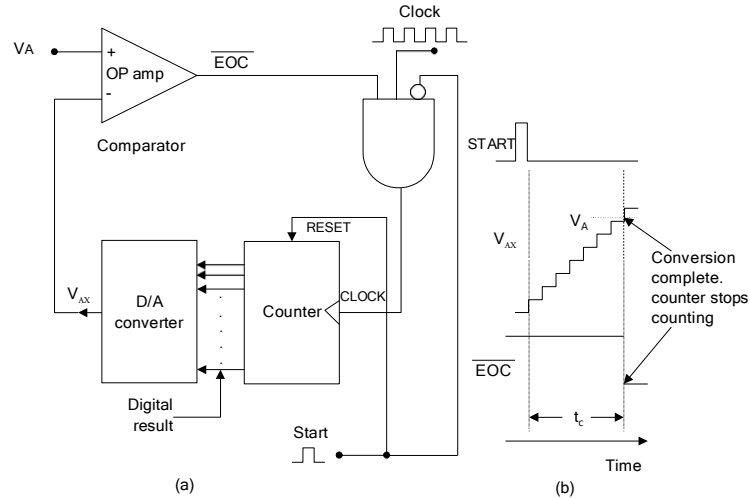 Clock
VA
+
OP amp
-
EOC
Comparator
RESET
D/A
converter
Counter
CLOCK
VAX
Digital
result
Start
(a)
START
VA
VAX
Conversion
complete.
counter stops
counting
EOC
tc
Time
(b)